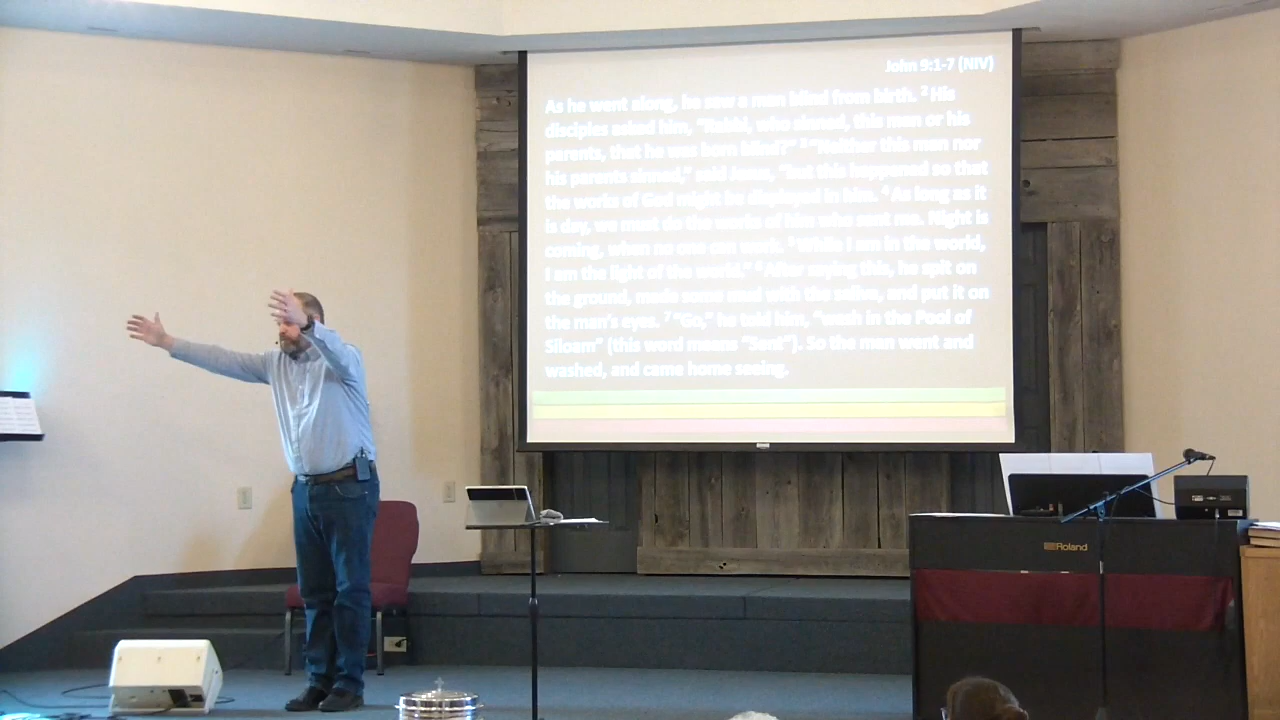 John 9:1-7 (NIV)
As he went along, he saw a man blind from birth. 2 His
disciples asked him, "Rabbi, who sinned, this man or his
parents, that he was born blind?" 3 "Neither this man nor
his parents sinned," said Jesus, "but this happened so that
the works of God might be displayed in him. 4 As long as it
is day, we must do the works of him who sent me. Night is
coming, when no one can work. 5 While I am in the world,
I am the light of the world." 6 After saying this, he spit on
the ground, made some mud with the saliva, and put it on
the man's eyes. 7 "Go," he told him, "wash in the Pool of
Siloam" (this word means "Sent"). So the man went and
washed, and came home seeing.
Roland